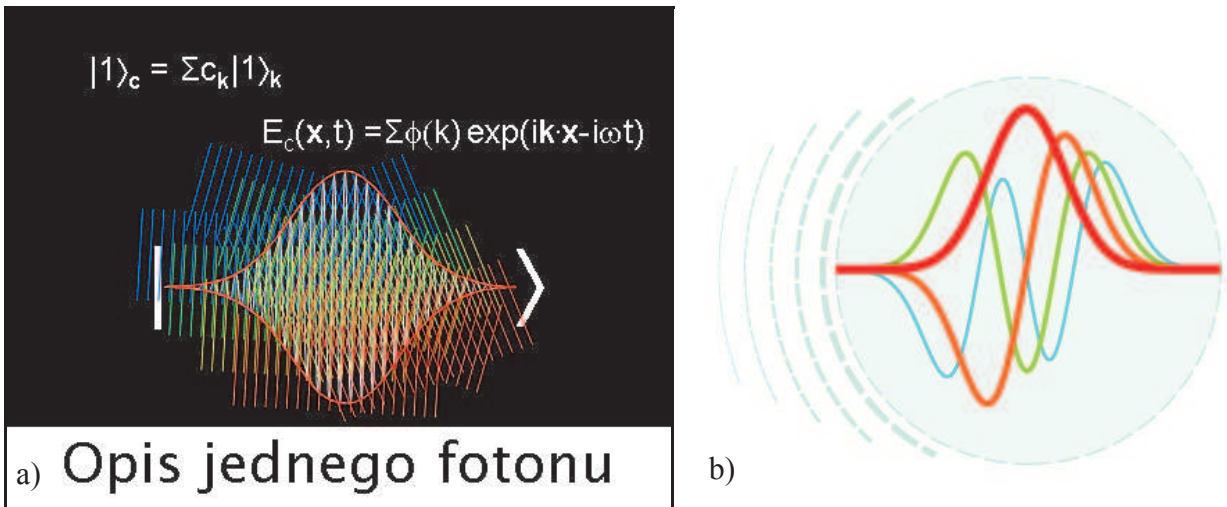 |1⟩c = Σck|1⟩k
Ec(x,t) =Σϕ(k) exp(ik·x-iωt)
a) Opis jednego fotonu
b)